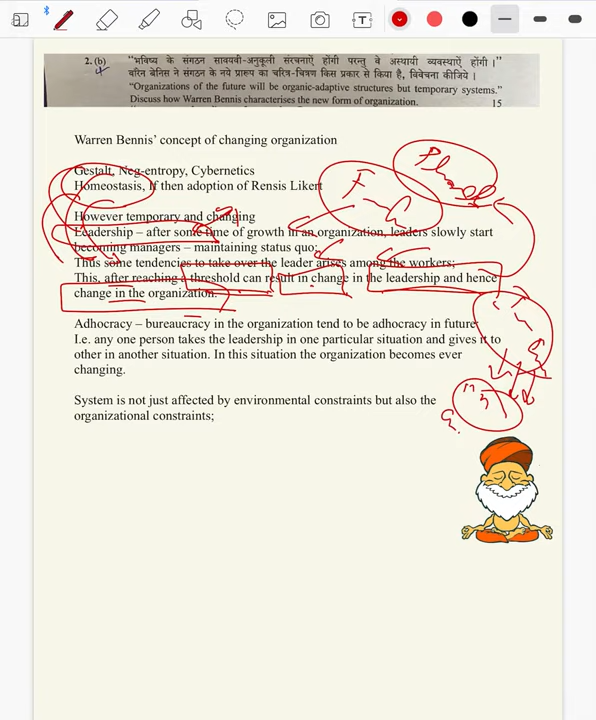 2. (b) "भविष्य के संगठन सावयवी-अनुकूली संरचनाएँ होंगी परन्तु वे अस्थायी व्यवस्थाएँ होंगी।"
वरिन बेनिस ने संगठन के नये प्रारूप का चरित्र-चित्रण किस प्रकार से किया है, विवेचना कीजिये।
"Organizations of the future will be organic-adaptive structures but temporary systems."
Discuss how Warren Bennis characterises the new form of organization. 15
Warren Bennis' concept of changing organization
Gestalt, Neg-entropy, Cybernetics
Homeostasis, If then adoption of Rensis Likert
However temporary and changing
Leadership – after some time of growth in an organization, leaders slowly start
becoming managers – maintaining status quo;
Thus some tendencies to take over the leader arises among the workers;
This, after reaching a threshold can result in change in the leadership and hence
change in the organization.
Adhocracy – bureaucracy in the organization tend to be adhocracy in future
I.e. any one person takes the leadership in one particular situation and gives it to
other in another situation. In this situation the organization becomes ever
changing.
System is not just affected by environmental constraints but also the
organizational constraints;